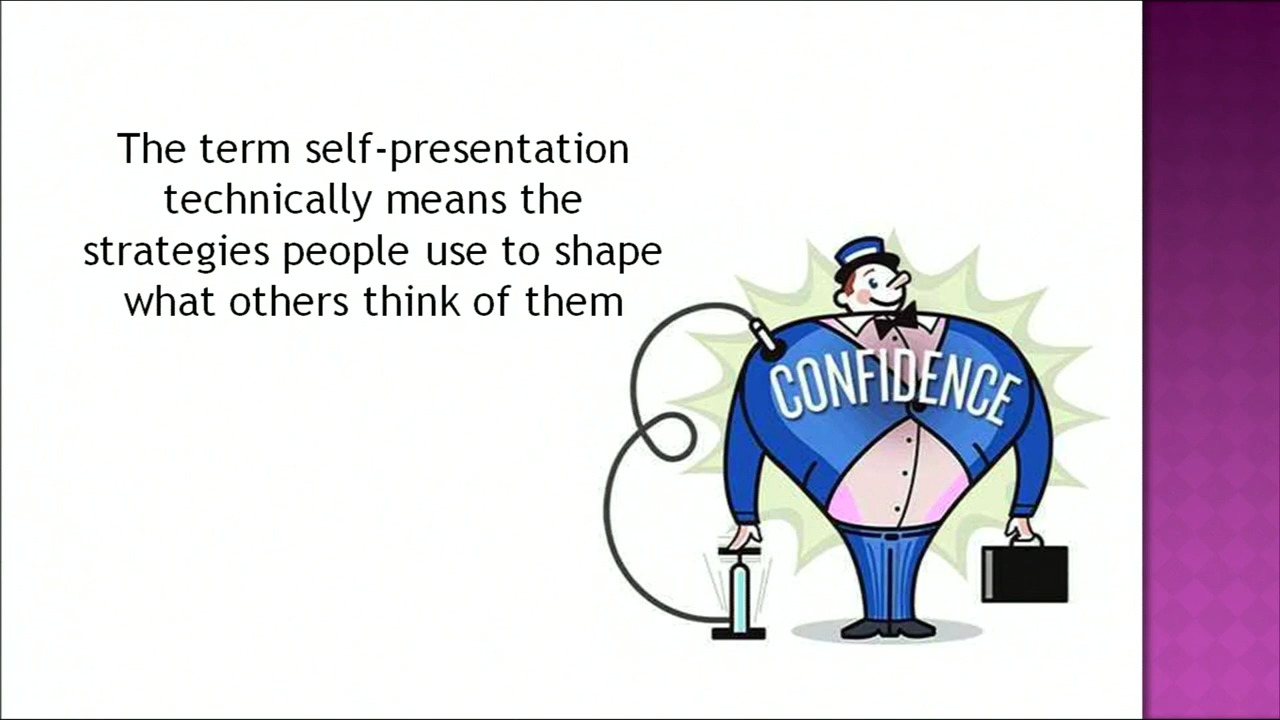 The term self-presentation
technically means the
strategies people use to shape
what others think of them
CONFIDENCE